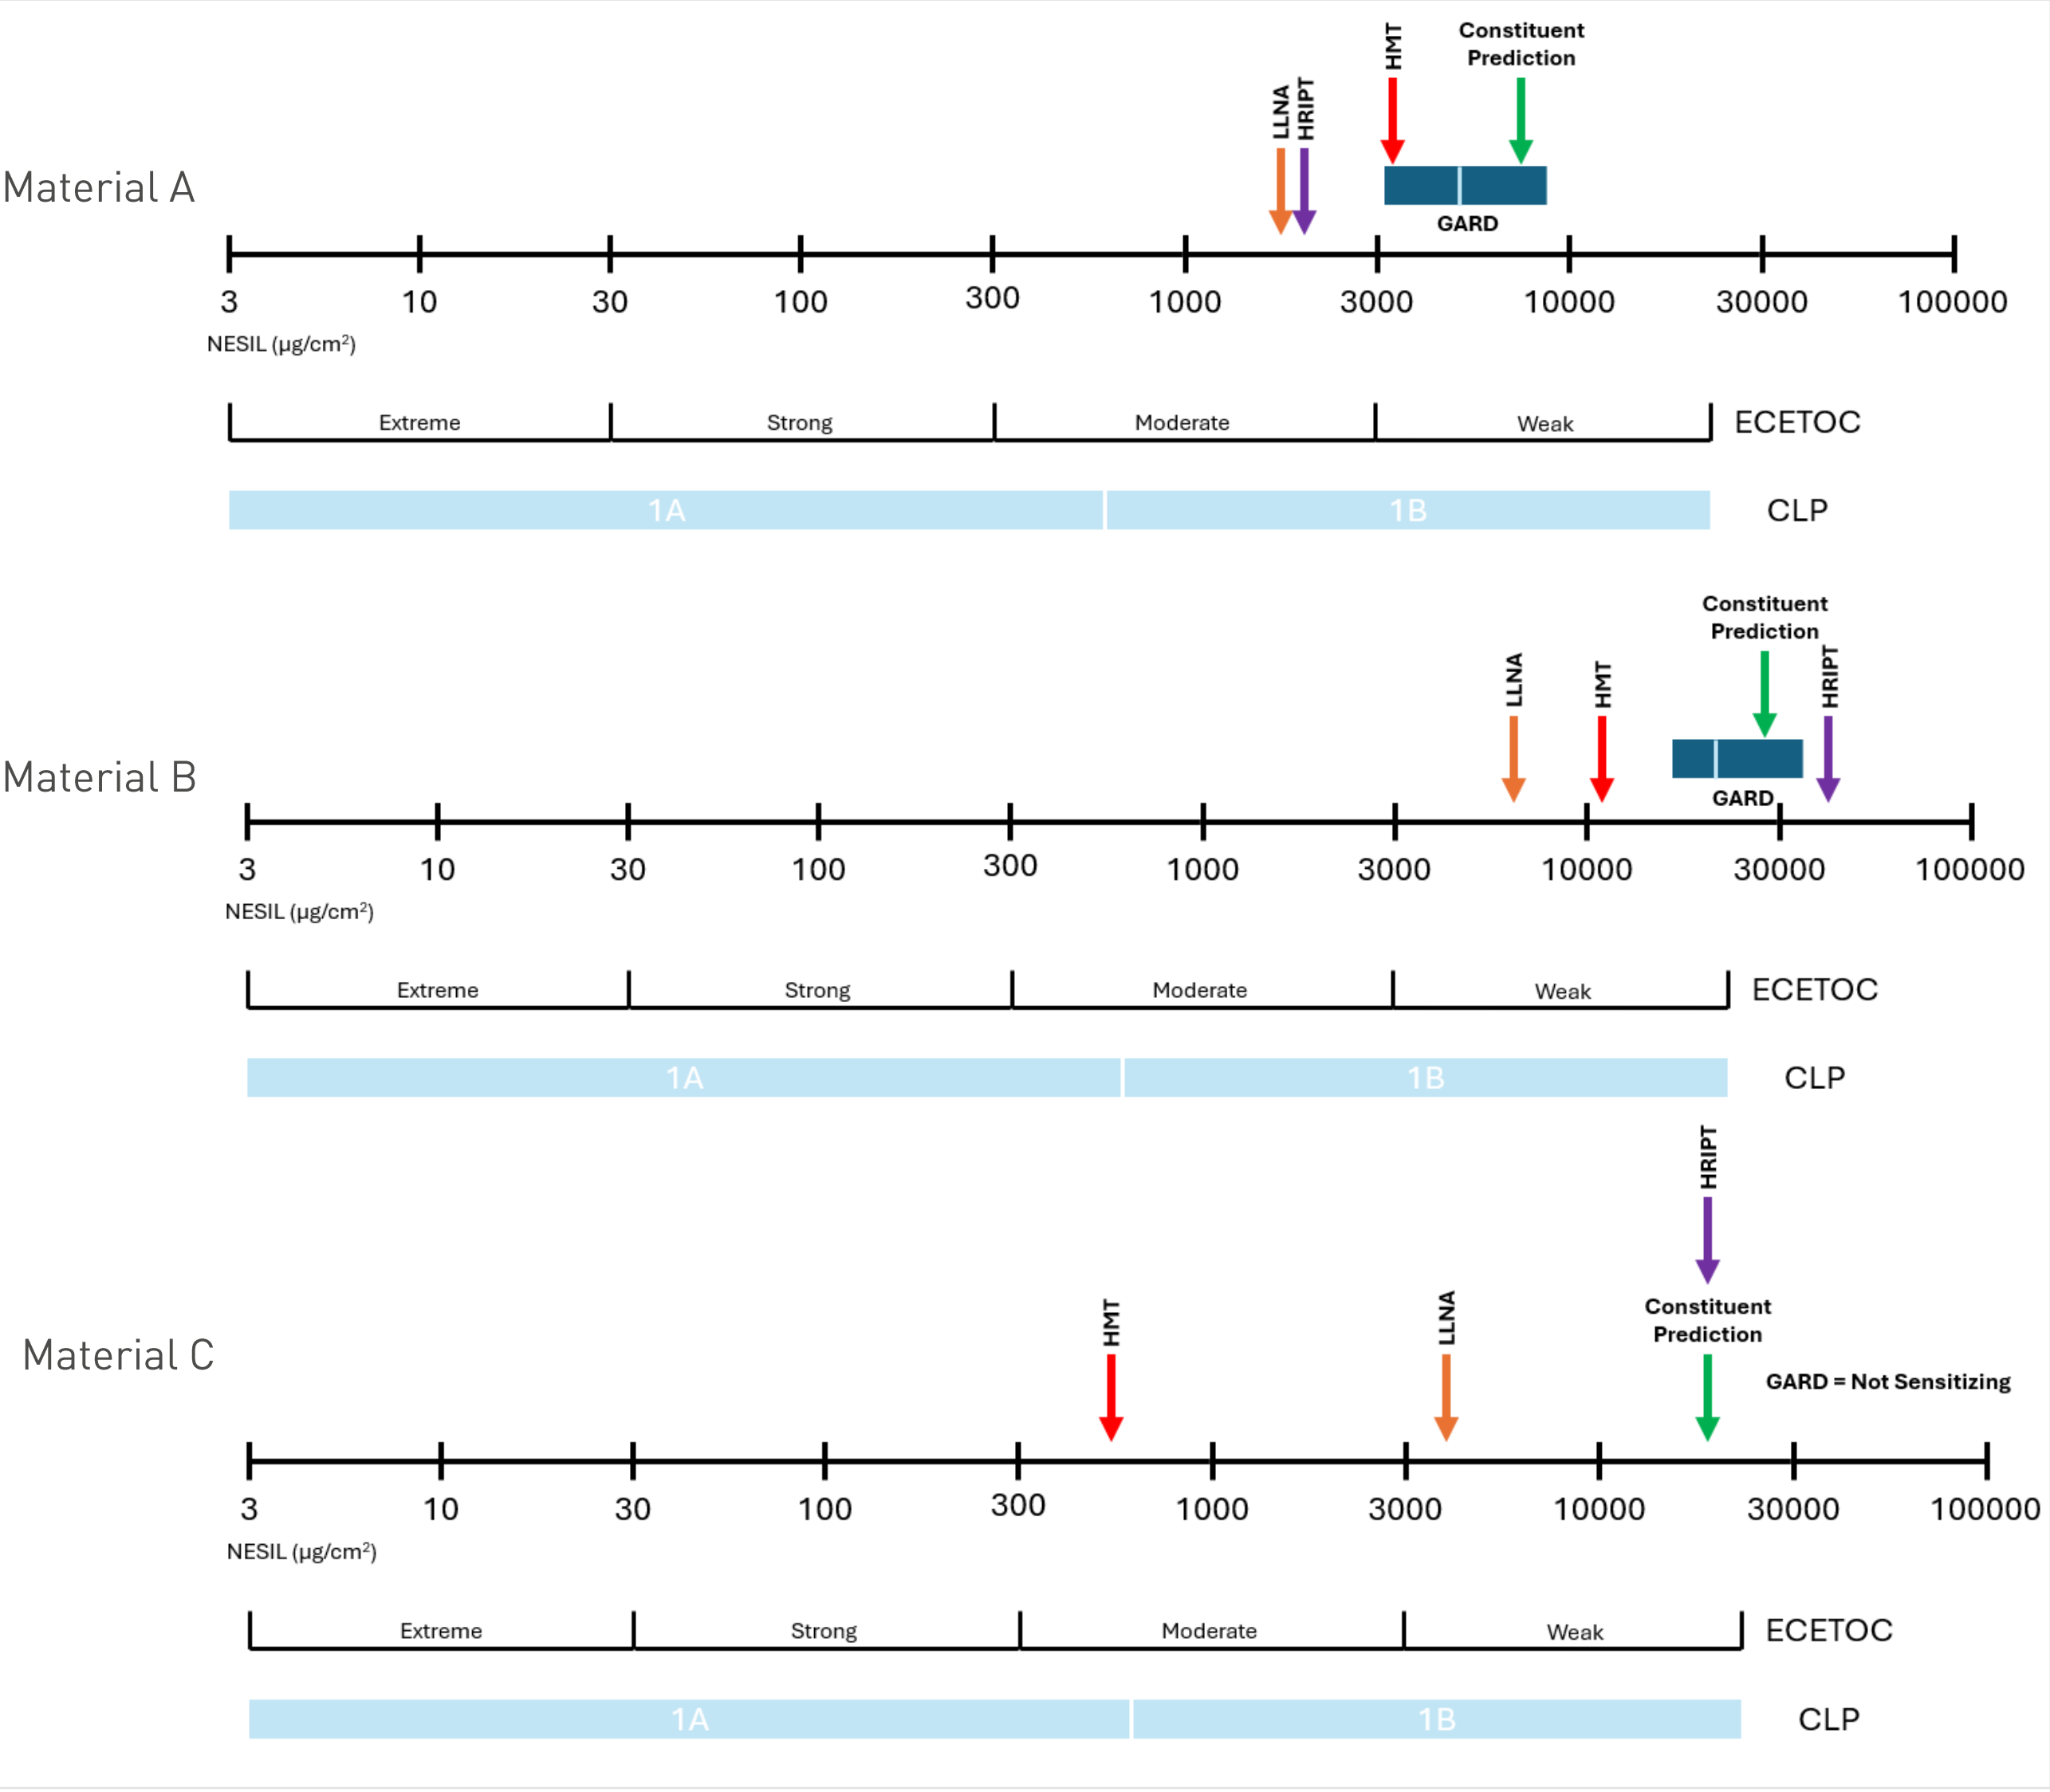 Constituent
Prediction
HMT
LLNA
HRIPT
Material A
GARD
3 10 30 100 300 1000 3000 10000 30000 100000
NESIL (µg/cm²)
Extreme Strong Moderate Weak ECETOC
1A 1B CLP
Constituent
Prediction
LLNA
HMT
HRIPT
Material B
GARD
3 10 30 100 300 1000 3000 10000 30000 100000
NESIL (µg/cm²)
Extreme Strong Moderate Weak ECETOC
1A 1B CLP
HRIPT
HMT
LLNA
Constituent
Prediction
Material C
GARD = Not Sensitizing
3 10 30 100 300 1000 3000 10000 30000 100000
NESIL (µg/cm²)
Extreme Strong Moderate Weak ECETOC
1A 1B CLP